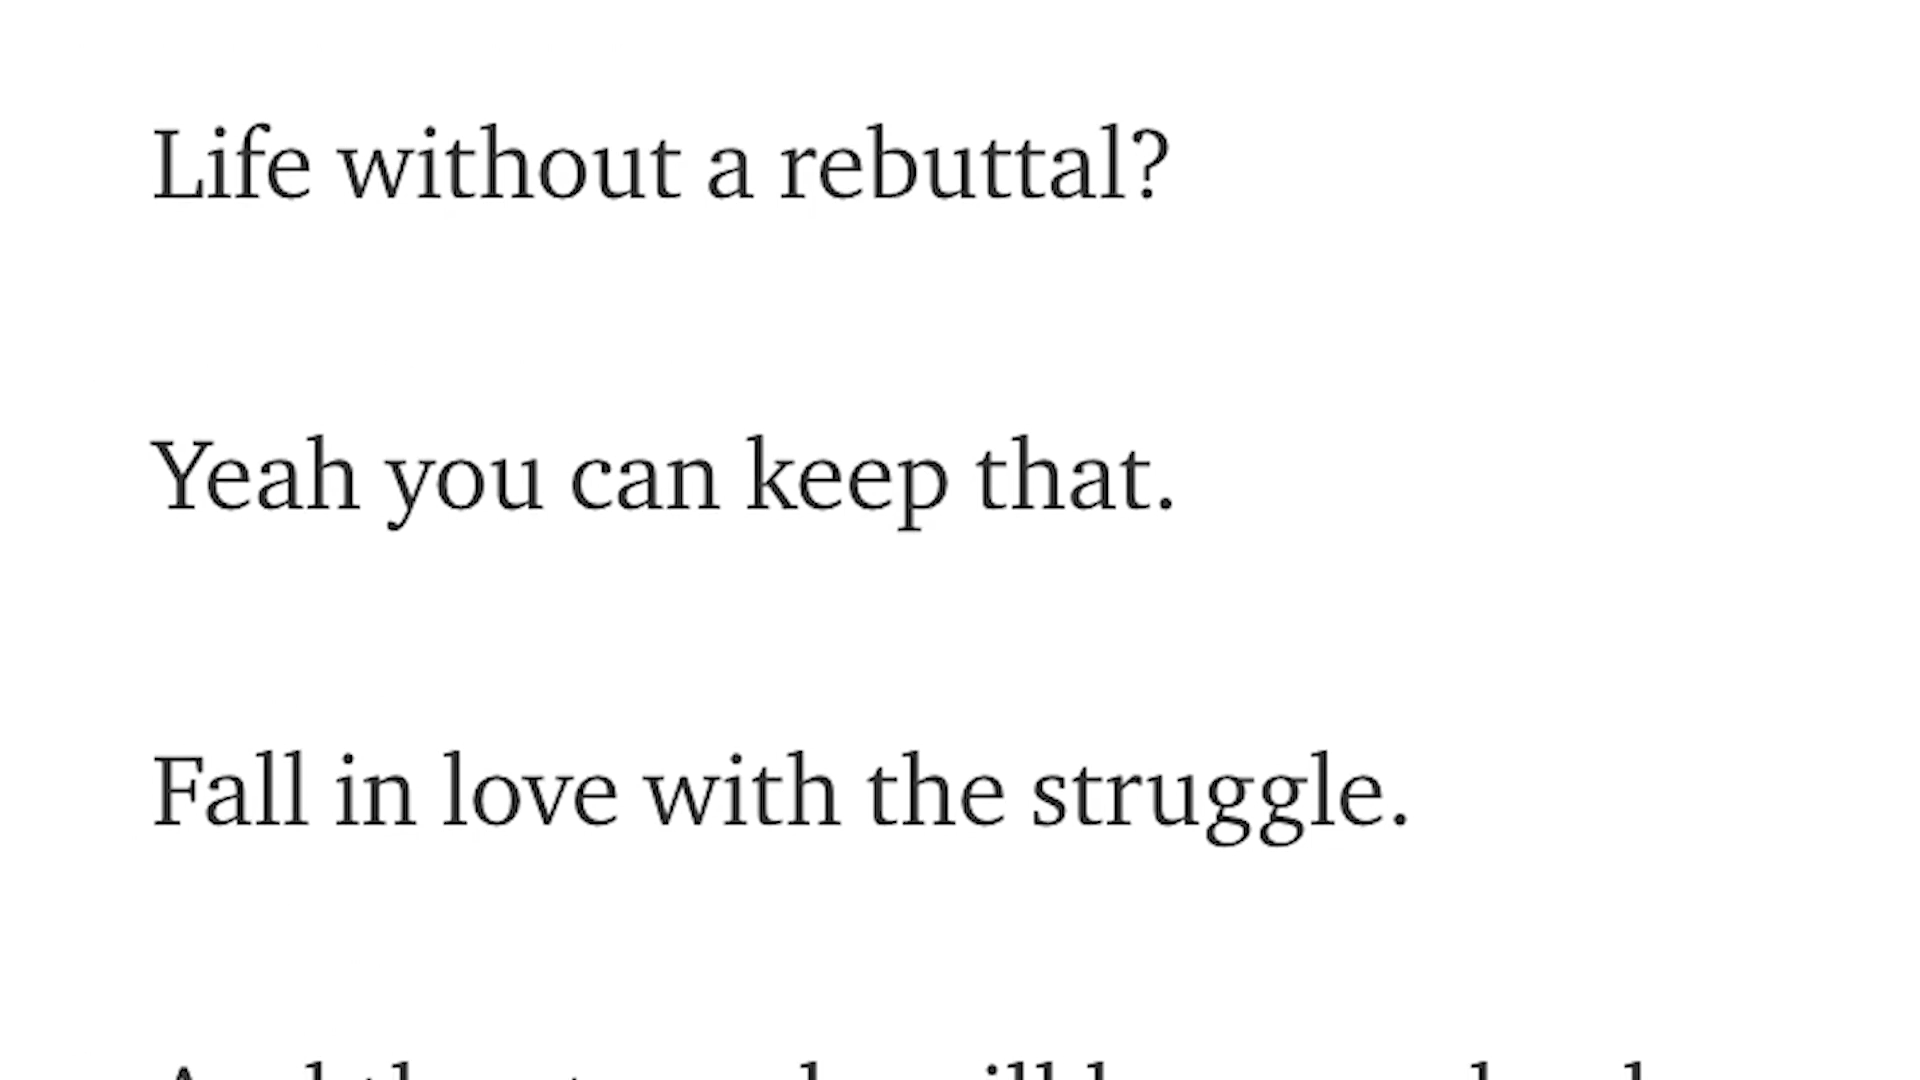 Life without a rebuttal?
Yeah you can keep that.
Fall in love with the struggle.